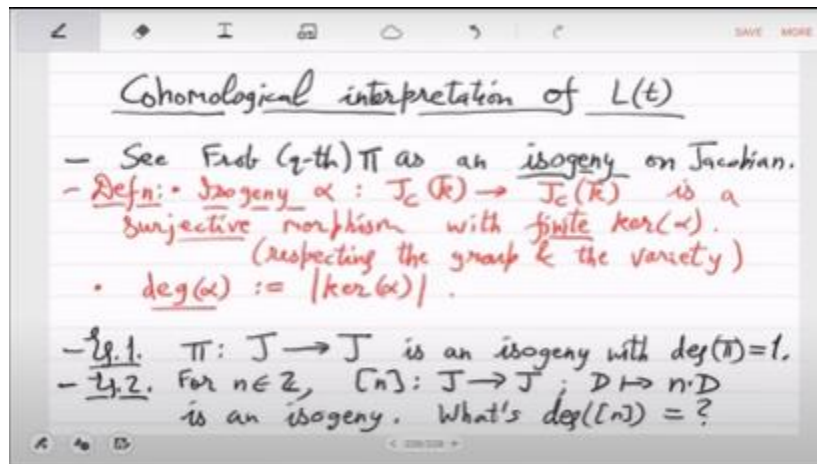 SAVE MORE
Cohomological interpretation of L(t)
- See Frob (q-th) π as an isogeny on Jacobian.
- Defn: • Isogeny α : J_C(k̄) → J_C(k̄) is a
surjective morphism with finite ker(α).
(respecting the group & the variety)
• deg(α) := |ker(α)|.
- Eg.1. π: J → J is an isogeny with deg(π)=1.
- Eg.2. For n∈ℤ, [n]: J → J ; D ↦ n·D
is an isogeny. What's deg([n]) = ?